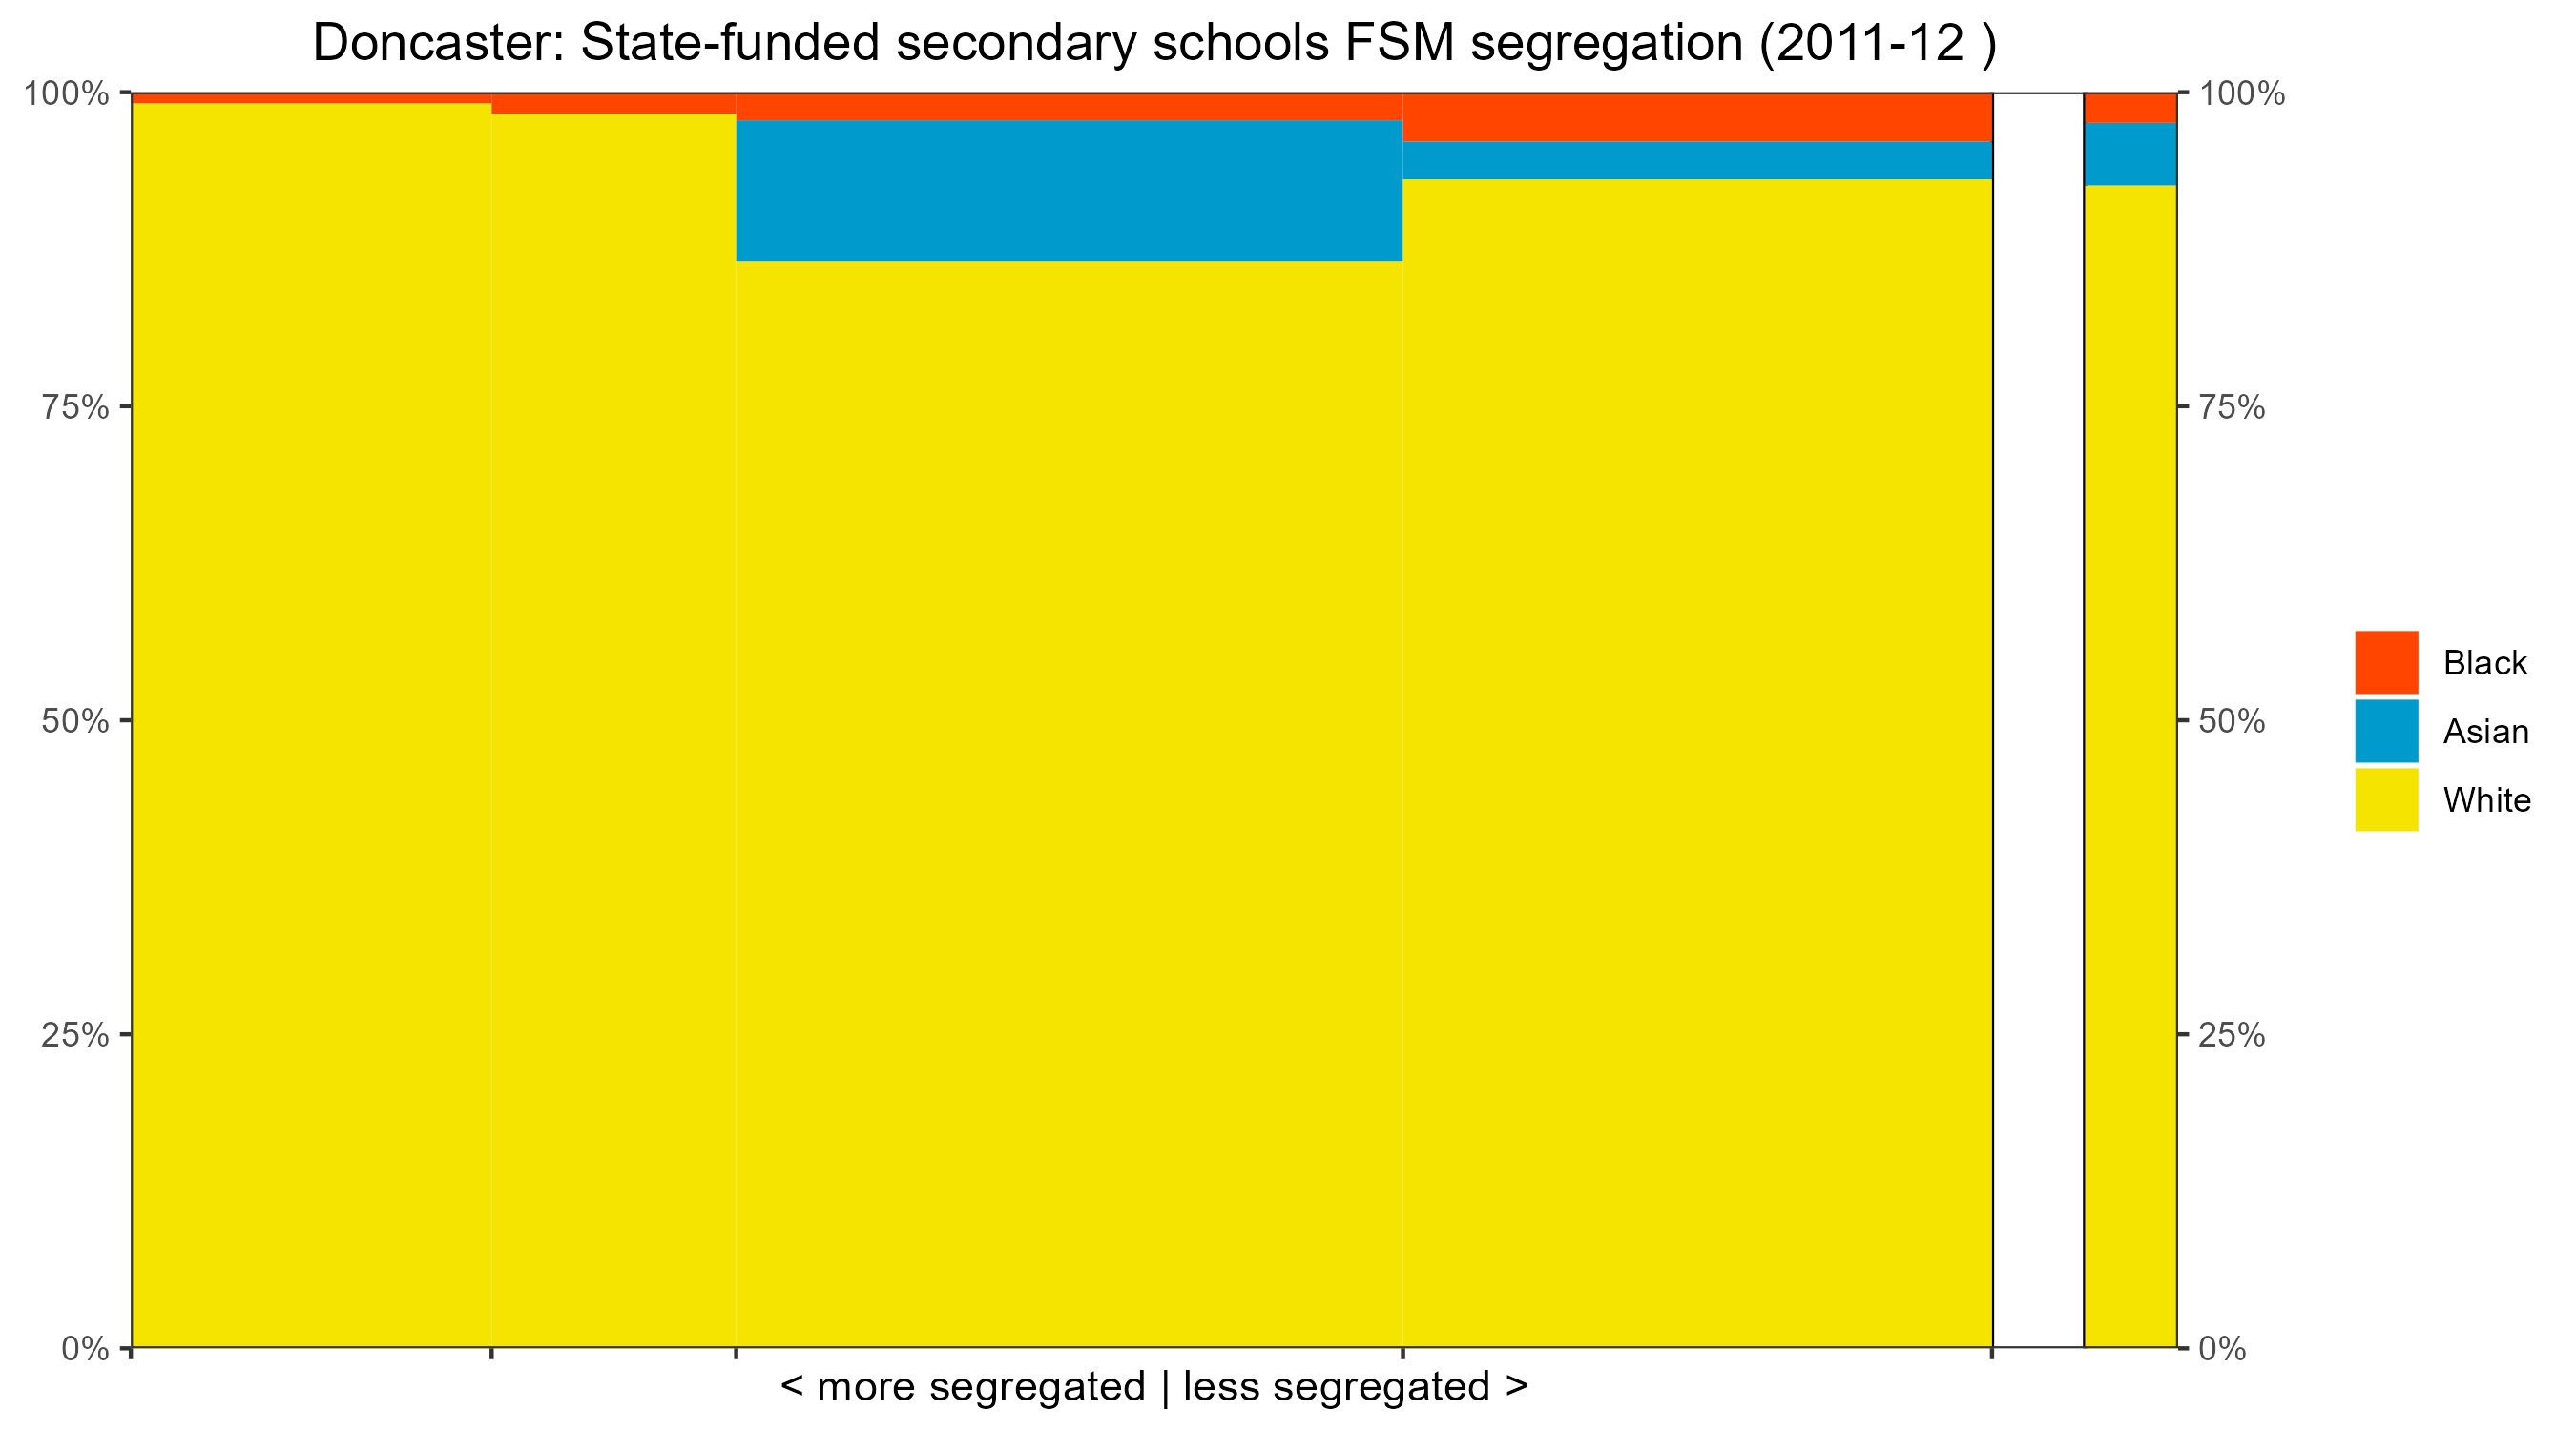 Doncaster: State-funded secondary schools FSM segregation (2011-12 )
100%
75%
50%
25%
0%
100%
75%
50%
25%
0%
Black
Asian
White
< more segregated | less segregated >